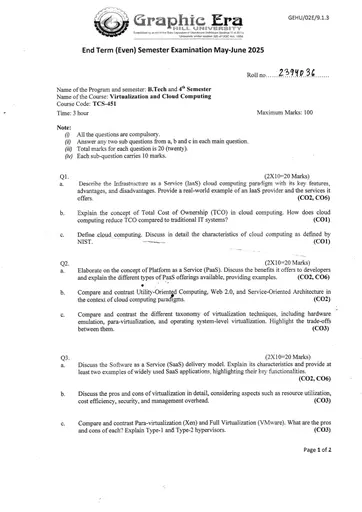 GEHU/02E/9.1.3
Graphic Era
HILL UNIVERSITY
End Term (Even) Semester Examination May-June 2025
Roll no. 2394036
Name of the Program and semester: B.Tech and 4th Semester
Name of the Course: Virtualization and Cloud Computing
Course Code: TCS-451
Time: 3 hour Maximum Marks: 100
Note:
(i) All the questions are compulsory.
(ii) Answer any two sub questions from a, b and c in each main question.
(iii) Total marks for each question is 20 (twenty).
(iv) Each sub-question carries 10 marks.
Q1. (2X10=20 Marks)
a. Describe the Infrastructure as a Service (IaaS) cloud computing paradigm with its key features,
advantages, and disadvantages. Provide a real-world example of an IaaS provider and the services it
offers. (CO2, CO6)
b. Explain the concept of Total Cost of Ownership (TCO) in cloud computing. How does cloud
computing reduce TCO compared to traditional IT systems? (CO1)
c. Define cloud computing. Discuss in detail the characteristics of cloud computing as defined by
NIST. (CO1)
Q2. (2X10=20 Marks)
a. Elaborate on the concept of Platform as a Service (PaaS). Discuss the benefits it offers to developers
and explain the different types of PaaS offerings available, providing examples. (CO2, CO6)
b. Compare and contrast Utility-Oriented Computing, Web 2.0, and Service-Oriented Architecture in
the context of cloud computing paradigms. (CO2)
c. Compare and contrast the different taxonomy of virtualization techniques, including hardware
emulation, para-virtualization, and operating system-level virtualization. Highlight the trade-offs
between them. (CO3)
Q3. (2X10=20 Marks)
a. Discuss the Software as a Service (SaaS) delivery model. Explain its characteristics and provide at
least two examples of widely used SaaS applications, highlighting their key functionalities.
(CO2, CO6)
b. Discuss the pros and cons of virtualization in detail, considering aspects such as resource utilization,
cost efficiency, security, and management overhead. (CO3)
c. Compare and contrast Para-virtualization (Xen) and Full Virtualization (VMware). What are the pros
and cons of each? Explain Type-1 and Type-2 hypervisors. (CO3)
Page 1 of 2